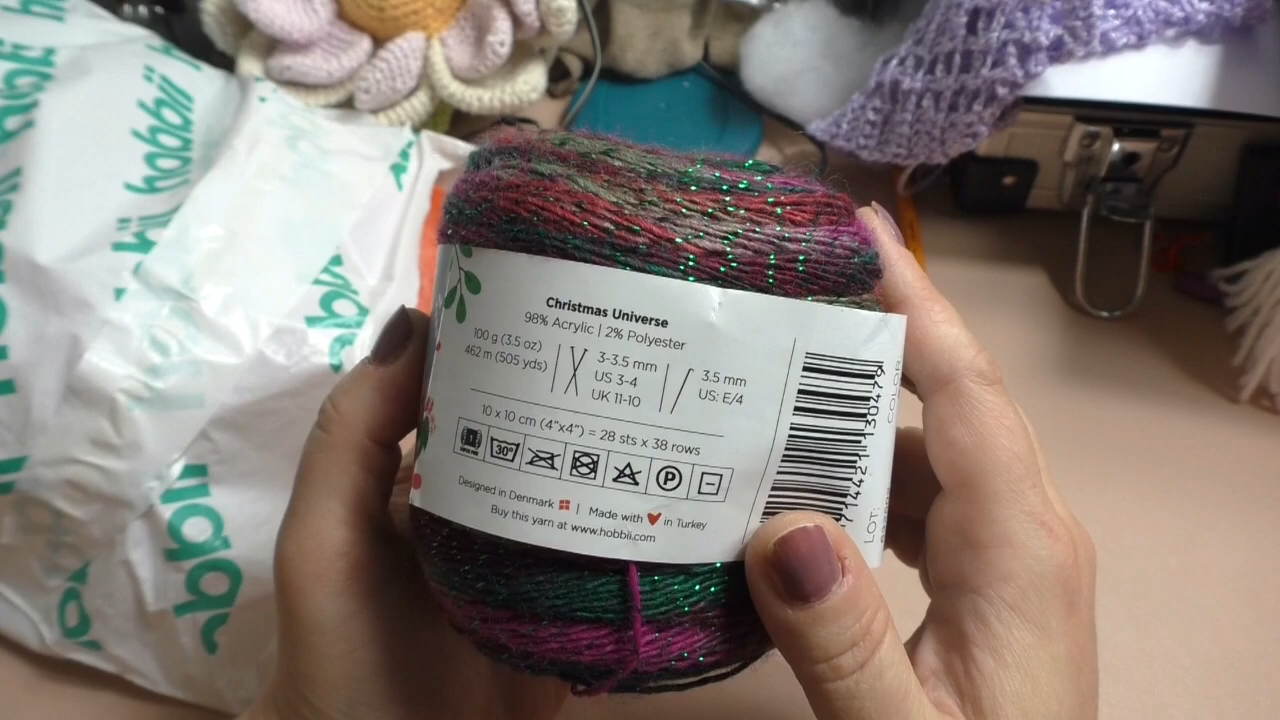 hobbii
hobbii
hobbii
Christmas Universe
98% Acrylic | 2% Polyester
100 g (3.5 oz)
462 m (505 yds)
3-3.5 mm
US 3-4
UK 11-10
3.5 mm
US: E/4
10 x 10 cm (4"x4") = 28 sts x 38 rows
30°
P
Designed in Denmark | Made with in Turkey
Buy this yarn at www.hobbii.com
LOT:
COLOR